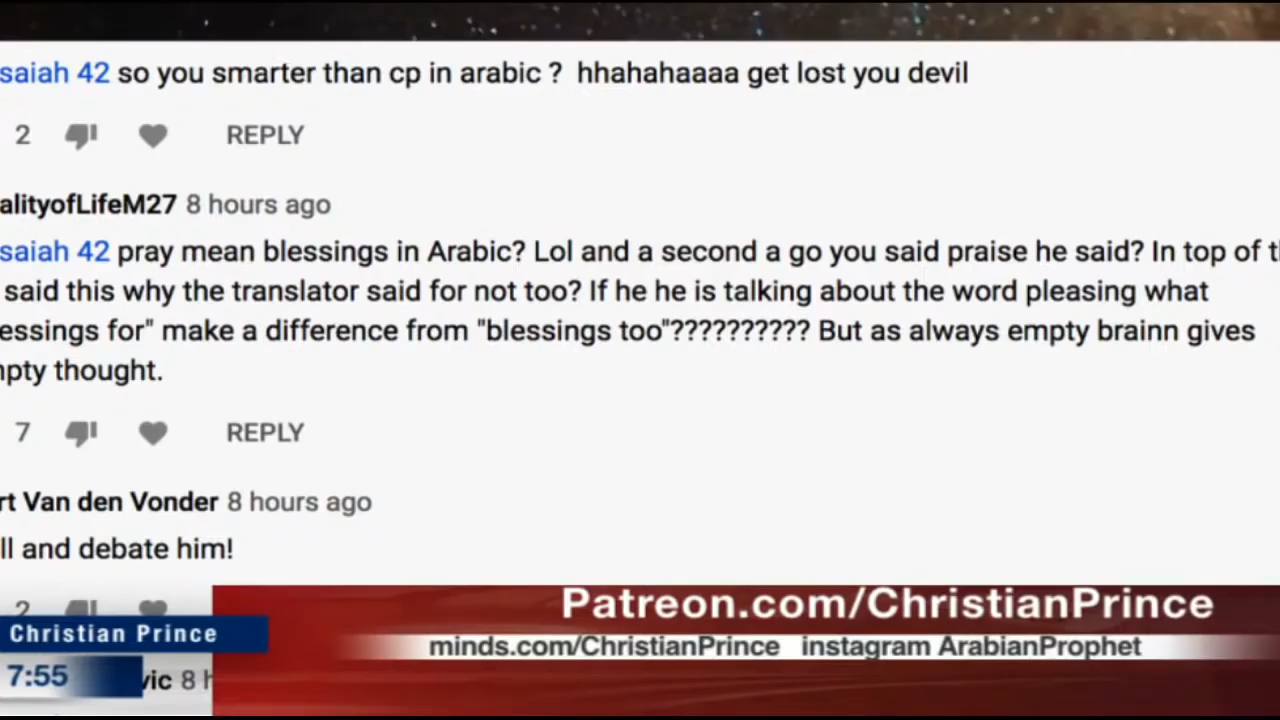 saiah 42 so you smarter than cp in arabic ? hhahahaaaa get lost you devil
2 REPLY
alityofLifeM27 8 hours ago
saiah 42 pray mean blessings in Arabic? Lol and a second a go you said praise he said? In top of th
said this why the translator said for not too? If he he is talking about the word pleasing what
essings for" make a difference from "blessings too"?????????? But as always empty brainn gives
npty thought.
7 REPLY
rt Van den Vonder 8 hours ago
ll and debate him!
2
Patreon.com/ChristianPrince
Christian Prince
minds.com/ChristianPrince instagram ArabianProphet
7:55
vic 8 h